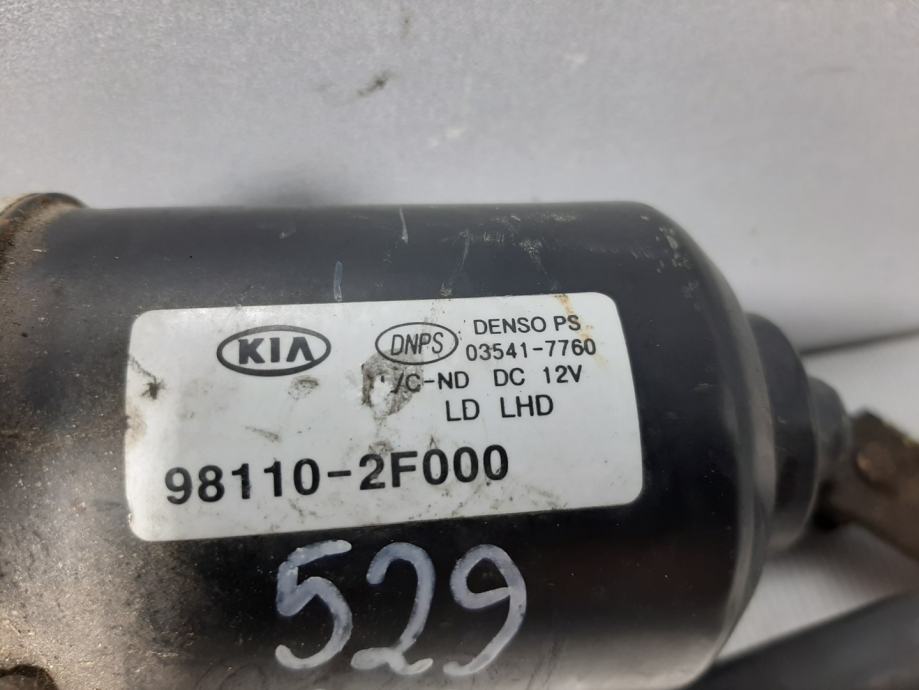 KIA
DNPS
DENSO PS
03541-7760
/C-ND DC 12V
LD LHD
98110-2F000
529